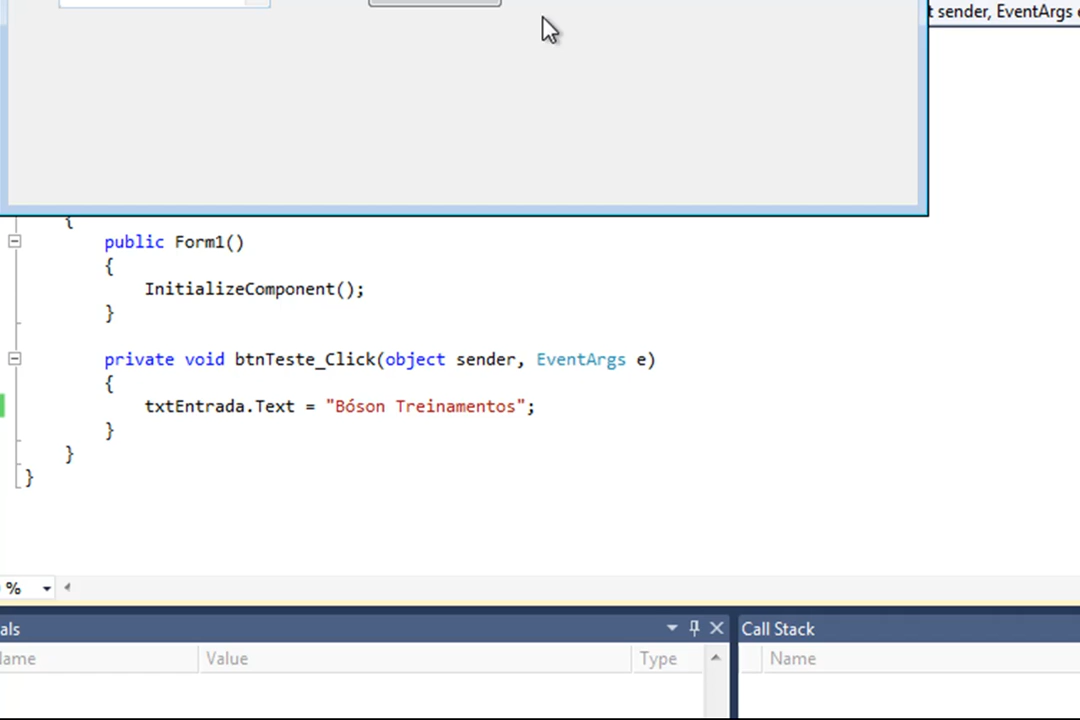 t sender, EventArgs e
{
public Form1()
{
InitializeComponent();
}
private void btnTeste_Click(object sender, EventArgs e)
{
txtEntrada.Text = "Bóson Treinamentos";
}
}
}
%
als
Name Value Type
Call Stack
Name